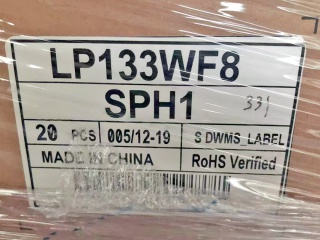 LP133WF8
SPH1 331
20 PCS 005/12-19 S DWMS_LABEL
MADE IN CHINA RoHS Verified